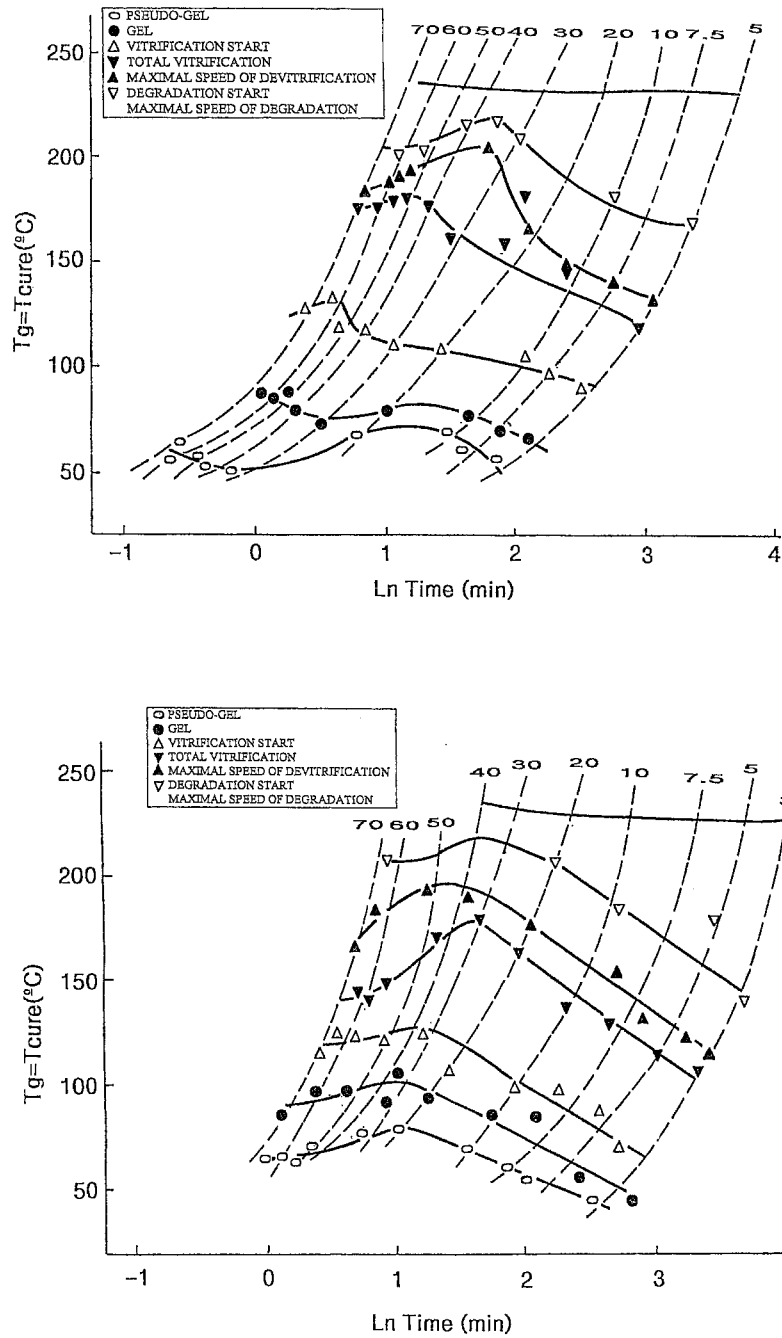 PSEUDO-GEL
GEL
VITRIFICATION START
TOTAL VITRIFICATION
MAXIMAL SPEED OF DEVITRIFICATION
DEGRADATION START
MAXIMAL SPEED OF DEGRADATION
70 60 50 40 30 20 10 7.5 5
250
200
150
100
50
Tg=Tcure(ºC)
-1 0 1 2 3 4
Ln Time (min)
PSEUDO-GEL
GEL
VITRIFICATION START
TOTAL VITRIFICATION
MAXIMAL SPEED OF DEVITRIFICATION
DEGRADATION START
MAXIMAL SPEED OF DEGRADATION
70 60 50 40 30 20 10 7.5 5
250
200
150
100
50
Tg=Tcure(ºC)
-1 0 1 2 3
Ln Time (min)